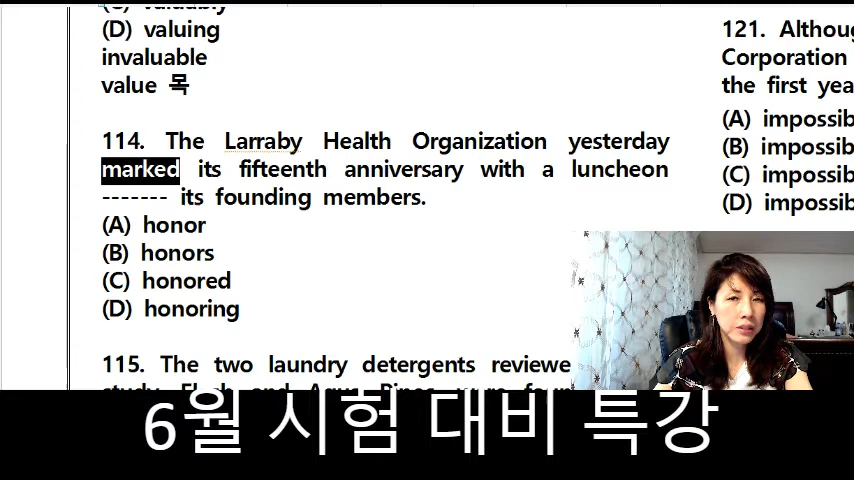 (C) valuably
(D) valuing
invaluable
value 목
114. The Larraby Health Organization yesterday
marked its fifteenth anniversary with a luncheon
------- its founding members.
(A) honor
(B) honors
(C) honored
(D) honoring
115. The two laundry detergents reviewe
121. Althoug
Corporation
the first yea
(A) impossib
(B) impossib
(C) impossib
(D) impossib
6월 시험 대비 특강